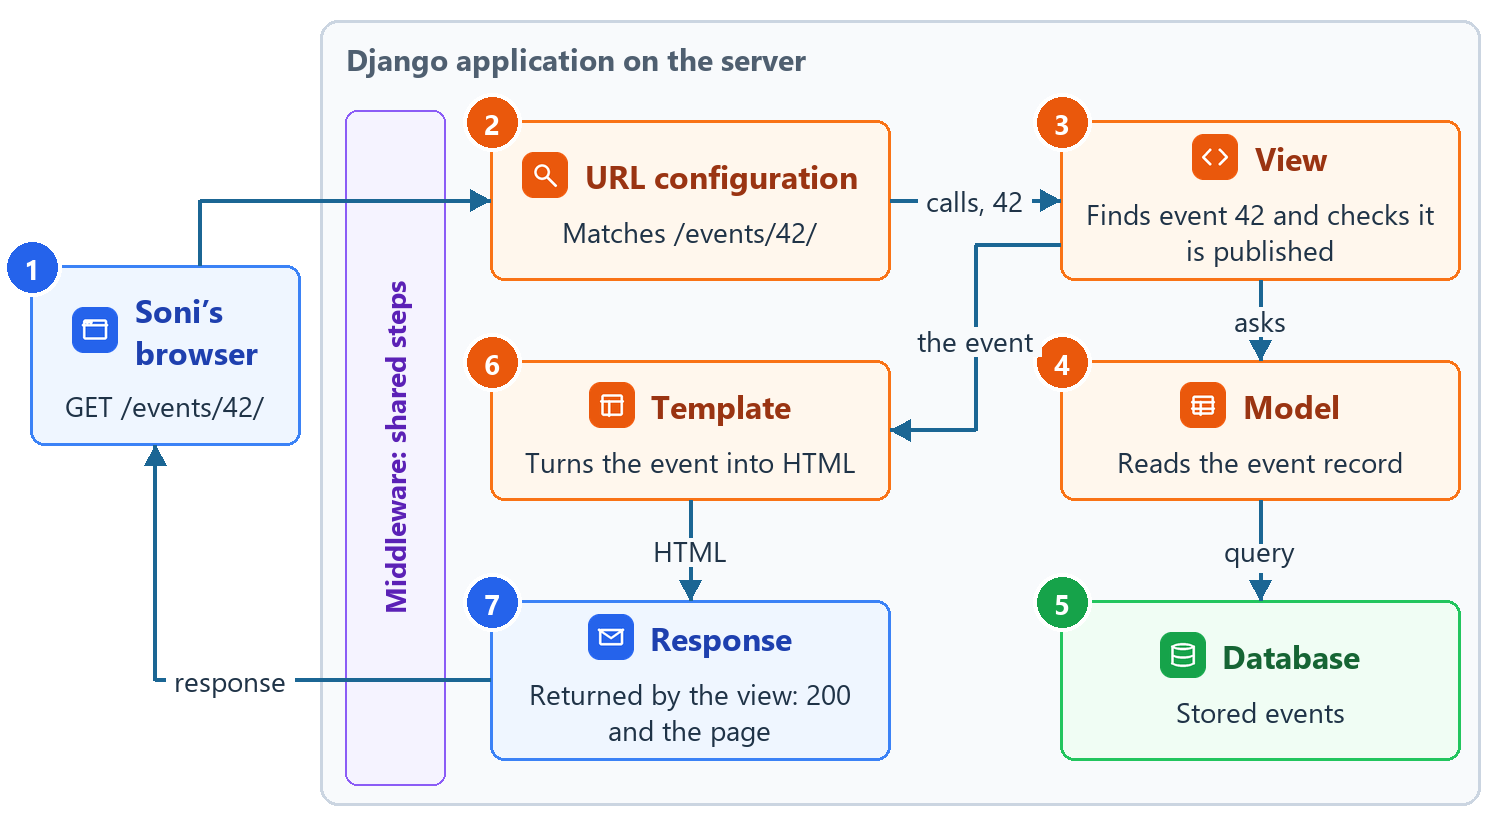 Django application on the server
1
Soni’s
browser
GET /events/42/
Middleware: shared steps
2
URL configuration
Matches /events/42/
calls, 42
3
View
Finds event 42 and checks it
is published
asks
the event
4
Model
Reads the event record
query
5
Database
Stored events
6
Template
Turns the event into HTML
HTML
7
Response
Returned by the view: 200
and the page
response